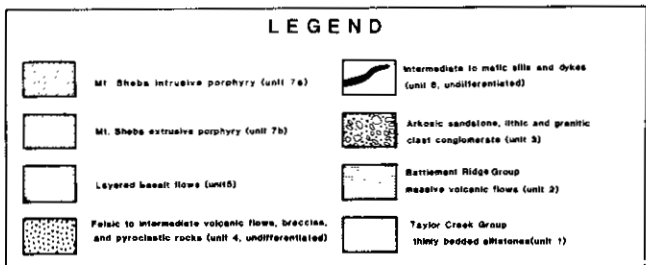 LEGEND
Mt. Sheba intrusive porphyry (unit 7a)
Mt. Sheba extrusive porphyry (unit 7b)
Layered basalt flows (unit5)
Felsic to intermediate volcanic flows, breccias,
and pyroclastic rocks (unit 4, undifferentiated)
Intermediate to mafic sills and dykes
(unit 6, undifferentiated)
Arkosic sandstone, lithic and granitic
clast conglomerate (unit 3)
Battlement Ridge Group
massive volcanic flows (unit 2)
Taylor Creek Group
thinly bedded siltstones(unit 1)